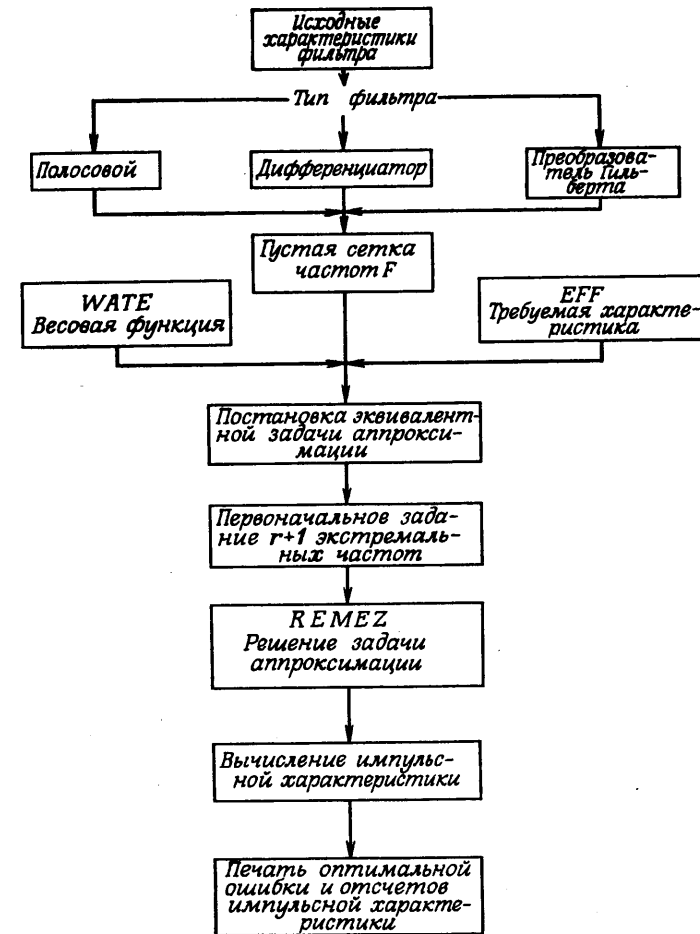 Исходные
характеристики
фильтра
Тип фильтра
Полосовой
Дифференциатор
Преобразова-
тель Гиль-
берта
Густая сетка
частот F
WATE
Весовая функция
EFF
Требуемая характе-
ристика
Постановка эквивалент-
ной задачи аппрокси-
мации
Первоначальное зада-
ние r+1 экстремаль-
ных частот
REMEZ
Решение задачи
аппроксимации
Вычисление импульс-
ной характеристики
Печать оптимальной
ошибки и отсчетов
импульсной характе-
ристики